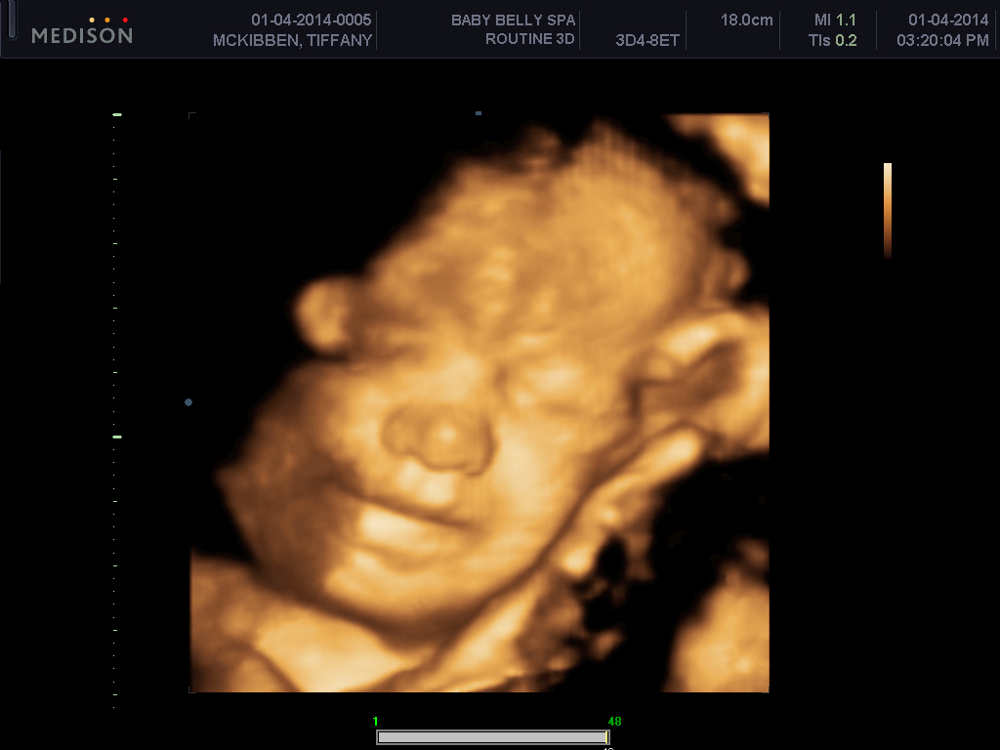 MEDISON
01-04-2014-0005
MCKIBBEN, TIFFANY
BABY BELLY SPA
ROUTINE 3D
3D4-8ET
18.0cm
MI 1.1
TIs 0.2
01-04-2014
03:20:04 PM
1
48